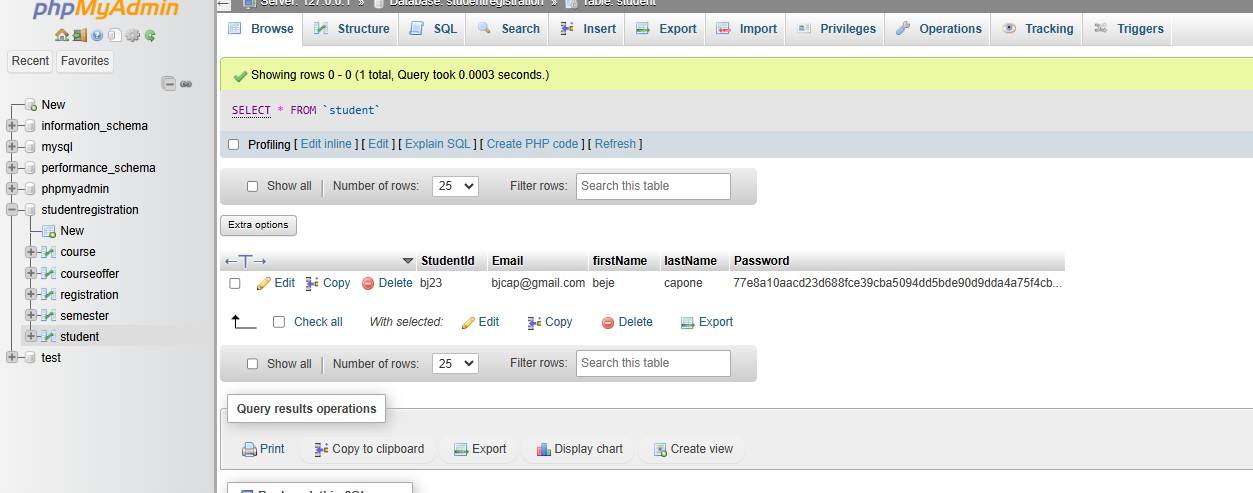 phpMyAdmin
Recent Favorites
New
information_schema
mysql
performance_schema
phpmyadmin
studentregistration
New
course
courseoffer
registration
semester
student
test
Server: 127.0.0.1 » Database: studentregistration » Table: student
Browse Structure SQL Search Insert Export Import Privileges Operations Tracking Triggers
Showing rows 0 - 0 (1 total, Query took 0.0003 seconds.)
SELECT * FROM `student`
Profiling [ Edit inline ] [ Edit ] [ Explain SQL ] [ Create PHP code ] [ Refresh ]
Show all | Number of rows: 25 Filter rows: Search this table
Extra options
←T→ StudentId Email firstName lastName Password
Edit Copy Delete bj23 bjcap@gmail.com beje capone 77e8a10aacd23d688fce39cba5094dd5bde90d9dda4a75f4cb...
Check all With selected: Edit Copy Delete Export
Show all | Number of rows: 25 Filter rows: Search this table
Query results operations
Print Copy to clipboard Export Display chart Create view